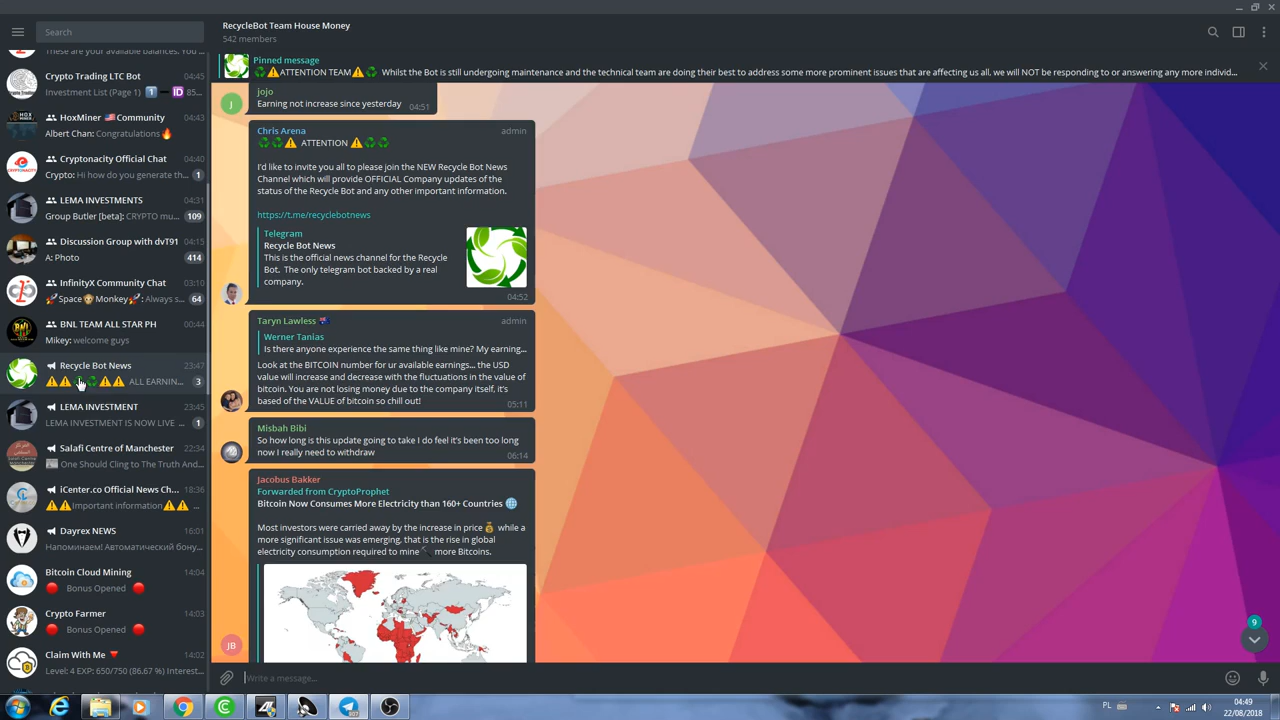 Search
These are your available balances. You ...
Crypto Trading LTC Bot 04:45
Investment List (Page 1) 1️⃣ — 🆔 85...
HoxMiner 🇺🇸Community 04:43
Albert Chan: Congratulations🔥
Cryptonacity Official Chat 04:40
Crypto: Hi how do you generate th... 1
LEMA INVESTMENTS 04:31
Group Butler [beta]: CRYPTO mu... 109
Discussion Group with dvT91 04:15
A: Photo 414
InfinityX Community Chat 03:10
🚀Space🐵Monkey🚀: Always s... 64
BNL TEAM ALL STAR PH 00:44
Mikey: welcome guys
Recycle Bot News 23:47
⚠️⚠️♻️♻️⚠️⚠️ ALL EARNIN... 3
LEMA INVESTMENT 23:45
LEMA INVESTMENT IS NOW LIVE ... 1
Salafi Centre of Manchester 22:34
One Should Cling to The Truth And...
iCenter.co Official News Ch... 18:36
⚠️⚠️Important information⚠️⚠️ ...
Dayrex NEWS 16:01
Напоминаем! Автоматический бону...
Bitcoin Cloud Mining 14:04
🔴 Bonus Opened 🔴
Crypto Farmer 14:03
🔴 Bonus Opened 🔴
Claim With Me 🔻 14:02
Level: 4 EXP: 650/750 (86.67 %) Interest...
RecycleBot Team House Money
542 members
Pinned message
♻️⚠️ATTENTION TEAM⚠️♻️ Whilst the Bot is still undergoing maintenance and the technical team are doing their best to address some more prominent issues that are affecting us all, we will NOT be responding to or answering any more individ...
jojo
Earning not increase since yesterday 04:51
Chris Arena admin
♻️♻️⚠️ ATTENTION ⚠️♻️♻️
I'd like to invite you all to please join the NEW Recycle Bot News
Channel which will provide OFFICIAL Company updates of the
status of the Recycle Bot and any other important information.
https://t.me/recyclebotnews
Telegram
Recycle Bot News
This is the official news channel for the Recycle
Bot. The only telegram bot backed by a real
company.
04:52
Taryn Lawless 🇦🇺 admin
Werner Tanias
Is there anyone experience the same thing like mine? My earning...
Look at the BITCOIN number for ur available earnings... the USD
value will increase and decrease with the fluctuations in the value of
bitcoin. You are not losing money due to the company itself, it's
based of the VALUE of bitcoin so chill out! 05:11
Misbah Bibi
So how long is this update going to take I do feel it's been too long
now I really need to withdraw 06:14
Jacobus Bakker
Forwarded from CryptoProphet
Bitcoin Now Consumes More Electricity than 160+ Countries 🌐
Most investors were carried away by the increase in price 💰 while a
more significant issue was emerging, that is the rise in global
electricity consumption required to mine ⛏ more Bitcoins.
J
JB
9
Write a message...
807
PL
04:49
22/08/2018